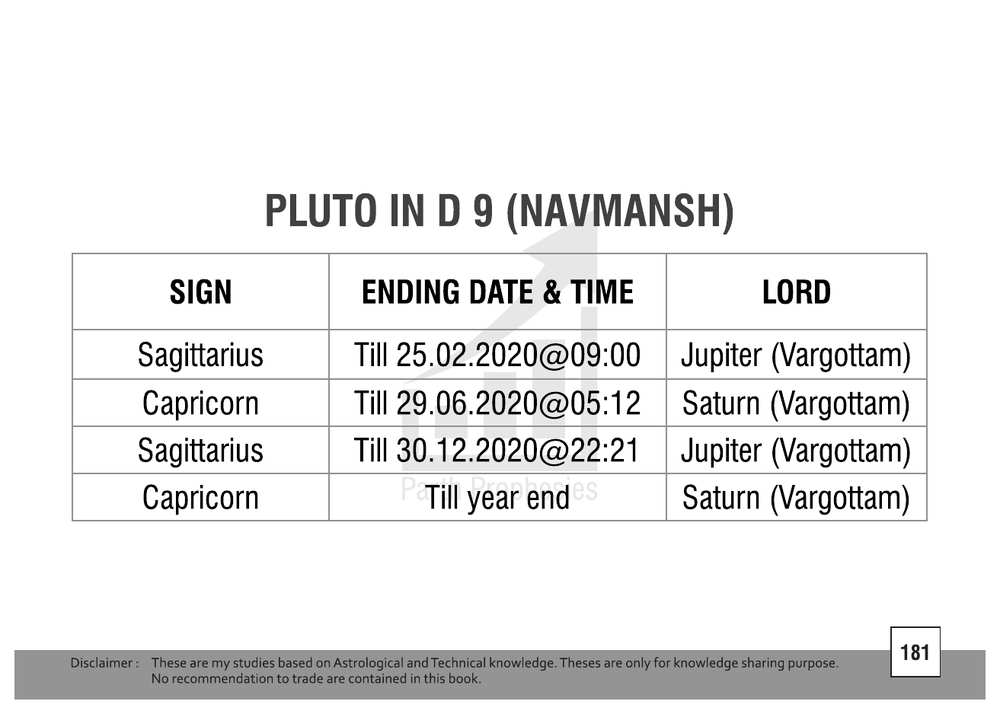 PLUTO IN D 9 (NAVMANSH)
SIGN ENDING DATE & TIME LORD
Sagittarius Till 25.02.2020@09:00 Jupiter (Vargottam)
Capricorn Till 29.06.2020@05:12 Saturn (Vargottam)
Sagittarius Till 30.12.2020@22:21 Jupiter (Vargottam)
Capricorn Till year end Saturn (Vargottam)
Parth Prophesies
Disclaimer : These are my studies based on Astrological and Technical knowledge. Theses are only for knowledge sharing purpose.
No recommendation to trade are contained in this book.
181